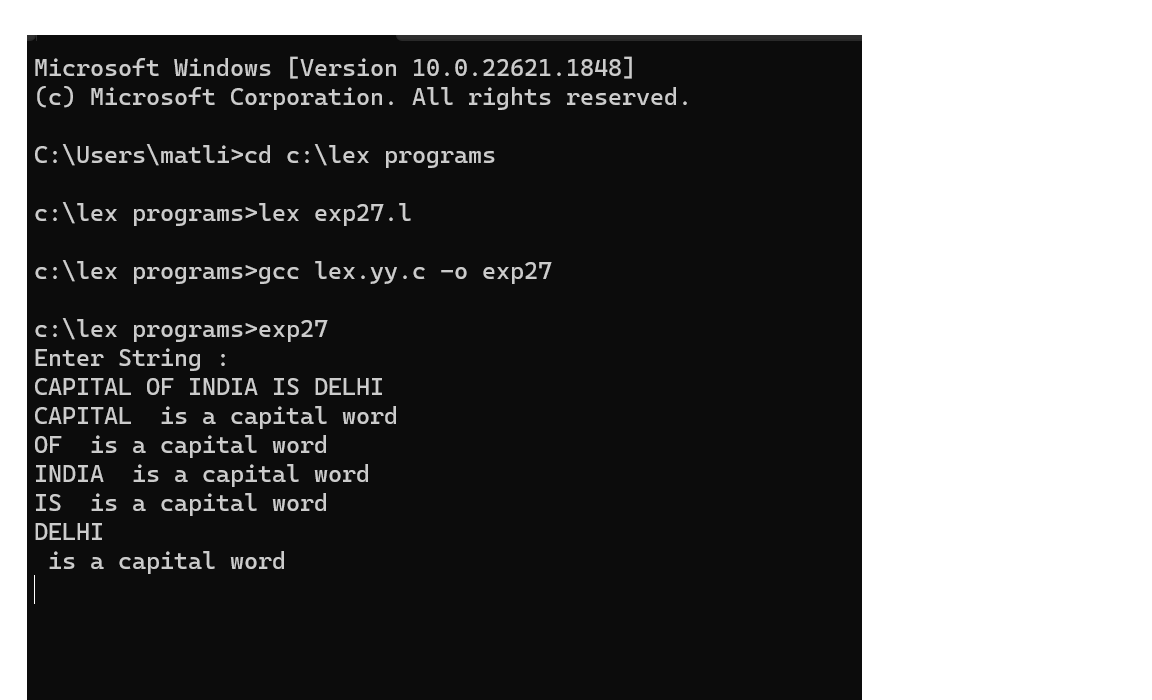 Microsoft Windows [Version 10.0.22621.1848]
(c) Microsoft Corporation. All rights reserved.
C:\Users\matli>cd c:\lex programs
c:\lex programs>lex exp27.l
c:\lex programs>gcc lex.yy.c -o exp27
c:\lex programs>exp27
Enter String :
CAPITAL OF INDIA IS DELHI
CAPITAL  is a capital word
OF  is a capital word
INDIA  is a capital word
IS  is a capital word
DELHI
 is a capital word